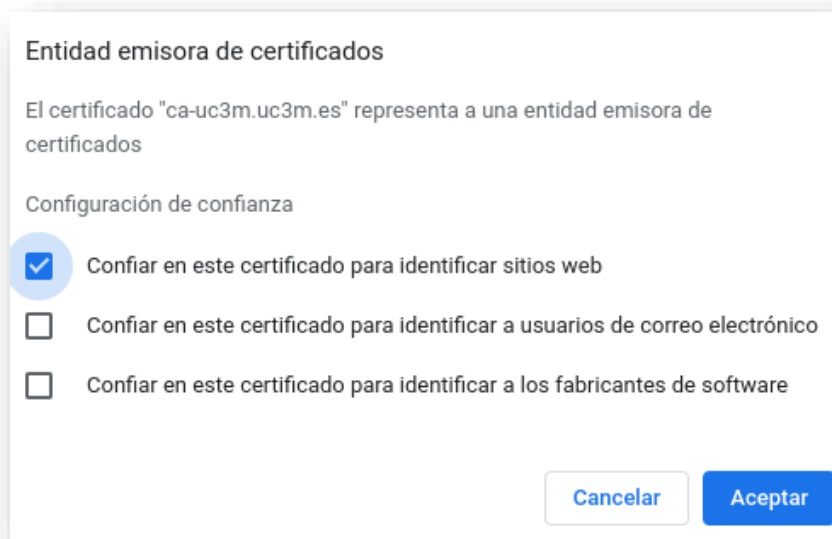 Entidad emisora de certificados
El certificado "ca-uc3m.uc3m.es" representa a una entidad emisora de
certificados
Configuración de confianza
Confiar en este certificado para identificar sitios web
Confiar en este certificado para identificar a usuarios de correo electrónico
Confiar en este certificado para identificar a los fabricantes de software
Cancelar
Aceptar